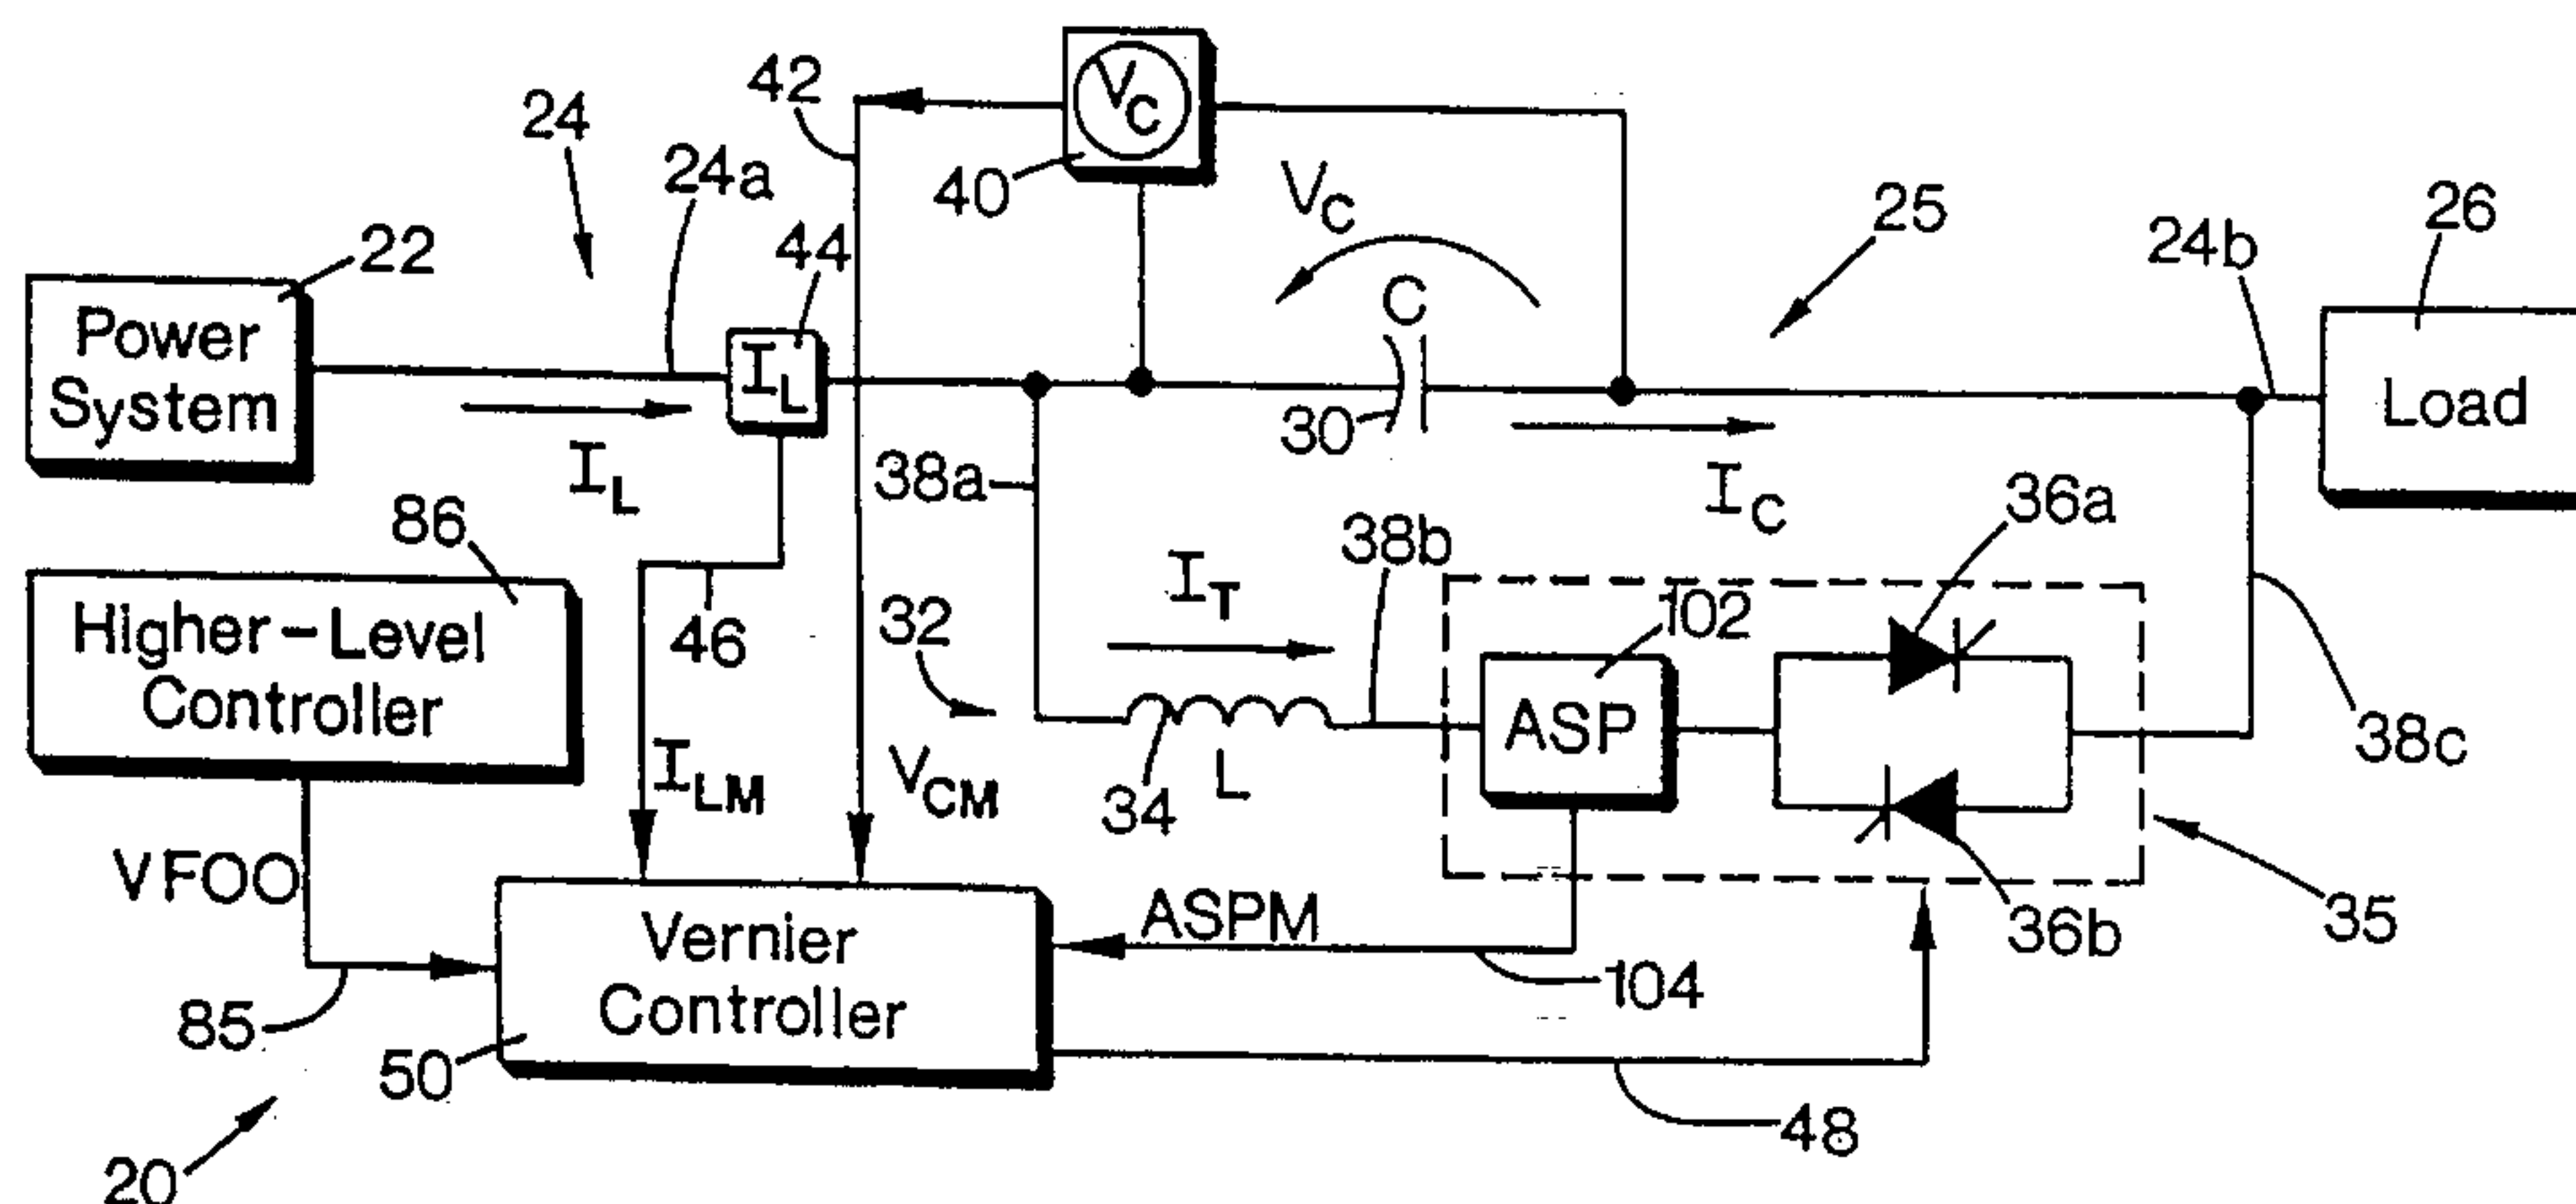 42
24
24a
V_C
40
V_C
25
26
22
44
24b
Power
System
I_L
C
Load
30
I_L
38a
I_C
36a
86
38b
I_T
102
Higher-Level
Controller
46
32
ASP
38c
I_LM
V_CM
34
L
VFOO
ASPM
36b
35
Vernier
Controller
104
85
50
48
20